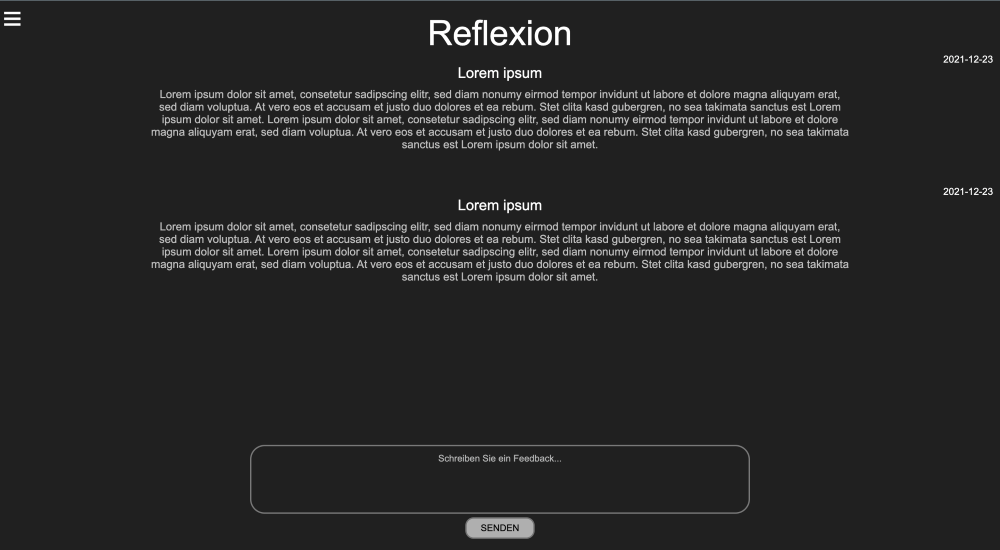 Reflexion
2021-12-23
Lorem ipsum
Lorem ipsum dolor sit amet, consetetur sadipscing elitr, sed diam nonumy eirmod tempor invidunt ut labore et dolore magna aliquyam erat,
sed diam voluptua. At vero eos et accusam et justo duo dolores et ea rebum. Stet clita kasd gubergren, no sea takimata sanctus est Lorem
ipsum dolor sit amet. Lorem ipsum dolor sit amet, consetetur sadipscing elitr, sed diam nonumy eirmod tempor invidunt ut labore et dolore
magna aliquyam erat, sed diam voluptua. At vero eos et accusam et justo duo dolores et ea rebum. Stet clita kasd gubergren, no sea takimata
sanctus est Lorem ipsum dolor sit amet.
2021-12-23
Lorem ipsum
Lorem ipsum dolor sit amet, consetetur sadipscing elitr, sed diam nonumy eirmod tempor invidunt ut labore et dolore magna aliquyam erat,
sed diam voluptua. At vero eos et accusam et justo duo dolores et ea rebum. Stet clita kasd gubergren, no sea takimata sanctus est Lorem
ipsum dolor sit amet. Lorem ipsum dolor sit amet, consetetur sadipscing elitr, sed diam nonumy eirmod tempor invidunt ut labore et dolore
magna aliquyam erat, sed diam voluptua. At vero eos et accusam et justo duo dolores et ea rebum. Stet clita kasd gubergren, no sea takimata
sanctus est Lorem ipsum dolor sit amet.
Schreiben Sie ein Feedback...
SENDEN